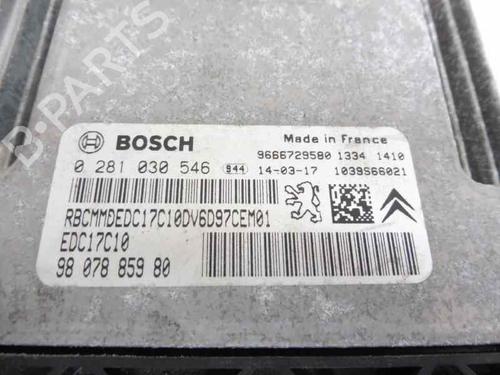 B-PARTS
BOSCH
Made in France
9666729580 1334 1410
0 281 030 546 944 14-03-17 1039S66021
RBCMMDEDC17C10DV6D97CEM01
EDC17C10
98 078 859 80